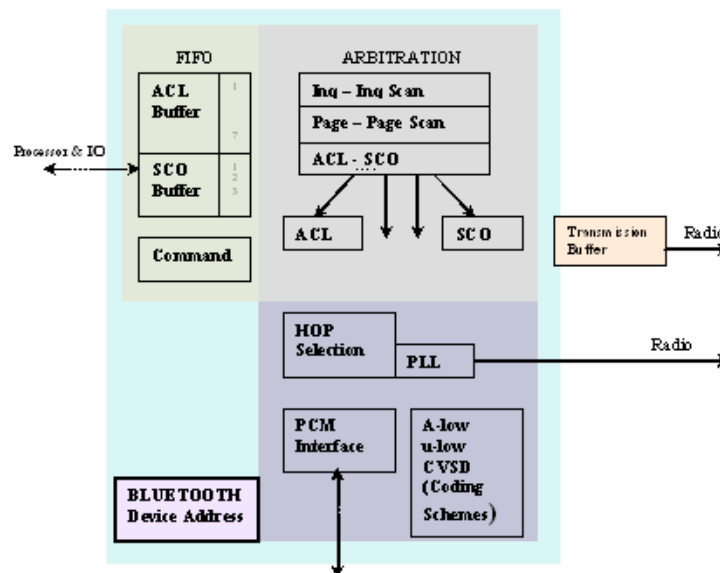 FIFO
ARBITRATION
ACL
Buffer
1
7
SCO
Buffer
1
2
3
Command
Processor & IO
Inq – Inq Scan
Page – Page Scan
ACL - SCO
ACL
SCO
Transmission
Buffer
Radio
HOP
Selection
PLL
Radio
PCM
Interface
A-low
u-low
CVSD
(Coding
Schemes)
BLUETOOTH
Device Address